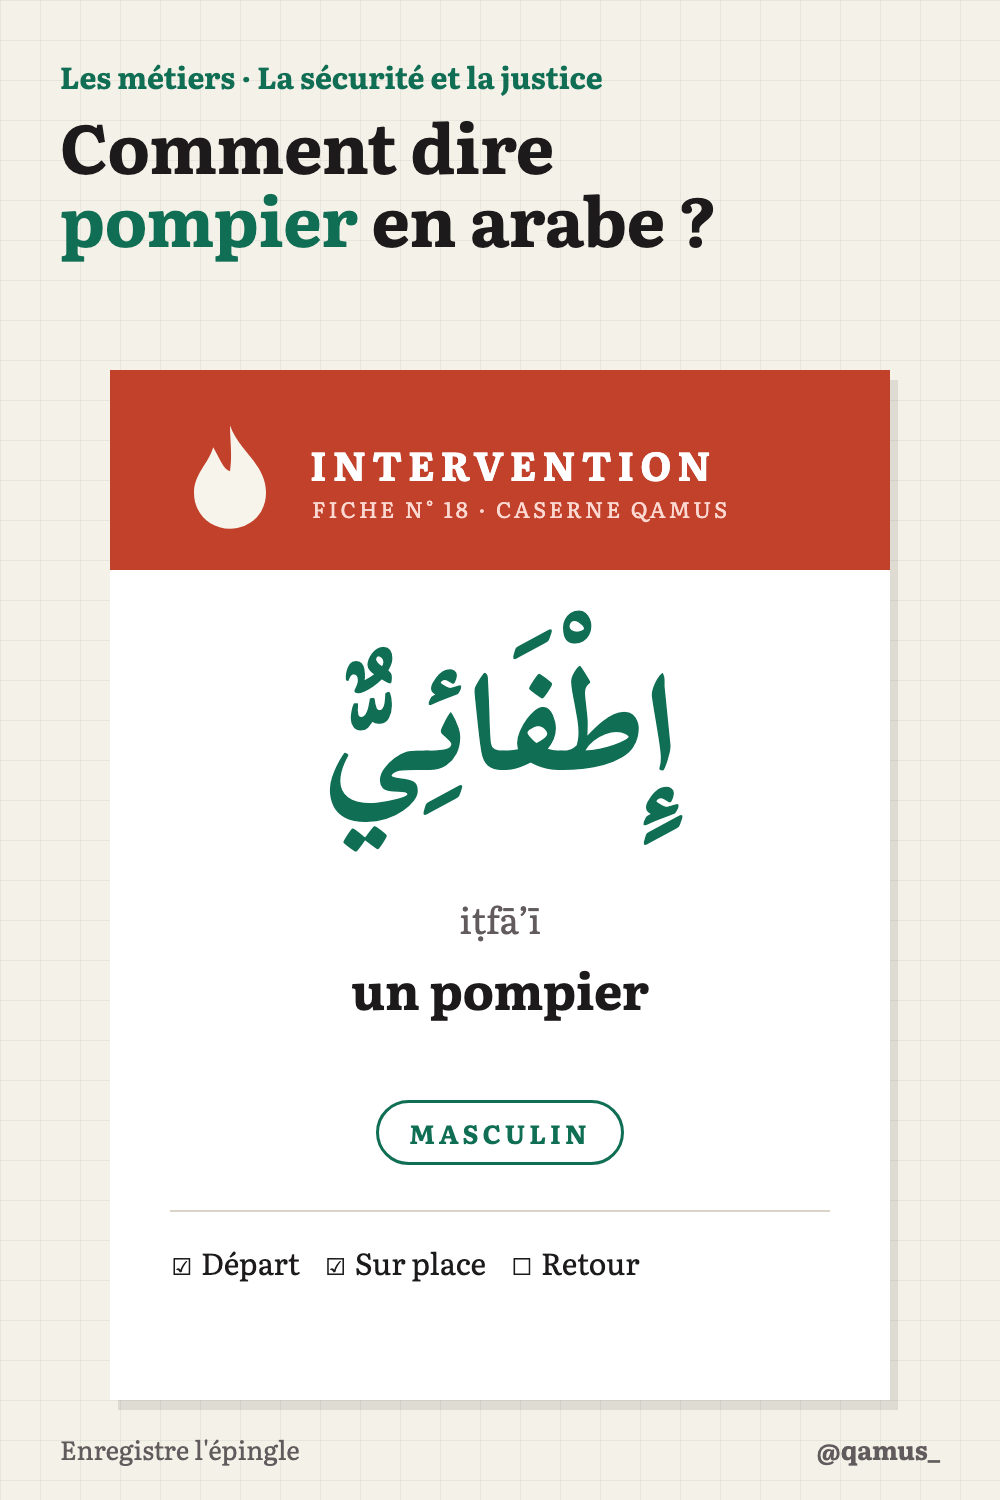 Les métiers · La sécurité et la justice
Comment dire
pompier en arabe ?
INTERVENTION
FICHE N° 18 · CASERNE QAMUS
إِطْفَائِيٌّ
iṭfā’ī
un pompier
MASCULIN
☑ Départ ☑ Sur place ☐ Retour
Enregistre l'épingle
@qamus_